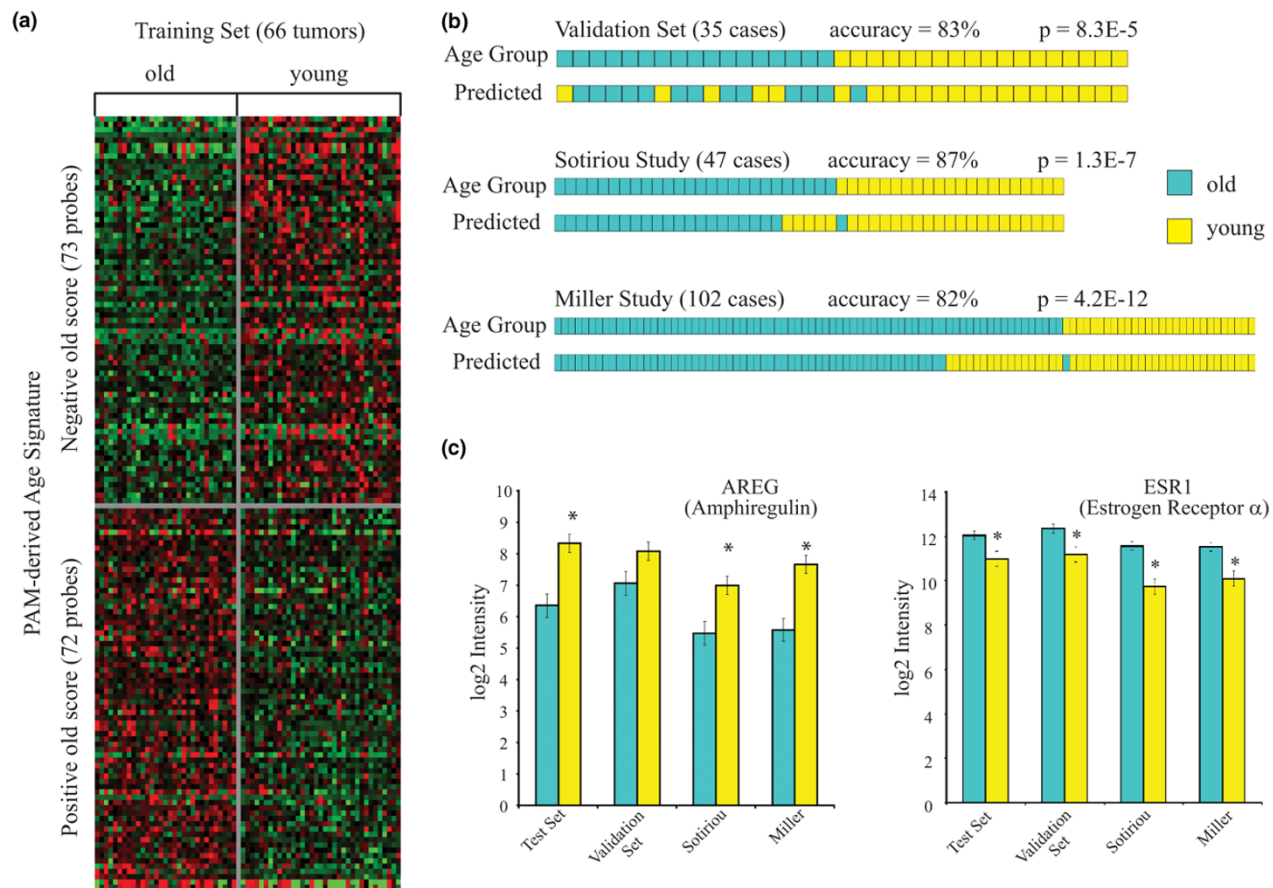 (a)
Training Set (66 tumors)
old
young
PAM-derived Age Signature
Negative old score (73 probes)
Positive old score (72 probes)
(b)
Validation Set (35 cases) accuracy = 83% p = 8.3E-5
Age Group
Predicted
Sotiriou Study (47 cases) accuracy = 87% p = 1.3E-7
Age Group
Predicted
Miller Study (102 cases) accuracy = 82% p = 4.2E-12
Age Group
Predicted
old
young
(c)
AREG
(Amphiregulin)
log2 Intensity
10
9
8
7
6
5
4
3
2
1
0
*
*
*
Test Set
Validation
Set
Sotiriou
Miller
ESR1
(Estrogen Receptor α)
log2 Intensity
14
12
10
8
6
4
2
0
*
*
*
*
Test Set
Validation
Set
Sotiriou
Miller